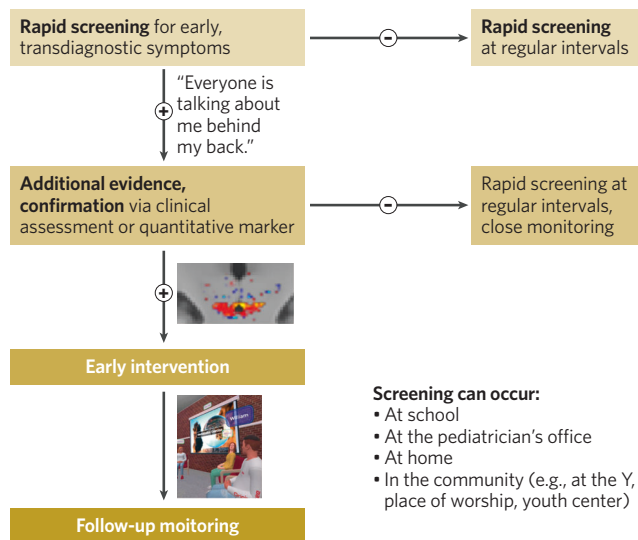 Rapid screening for early,
transdiagnostic symptoms
−
Rapid screening
at regular intervals
+
“Everyone is
talking about
me behind
my back.”
Additional evidence,
confirmation via clinical
assessment or quantitative marker
−
Rapid screening at
regular intervals,
close monitoring
+
Early intervention
William
Screening can occur:
• At school
• At the pediatrician’s office
• At home
• In the community (e.g., at the Y,
place of worship, youth center)
Follow-up moitoring